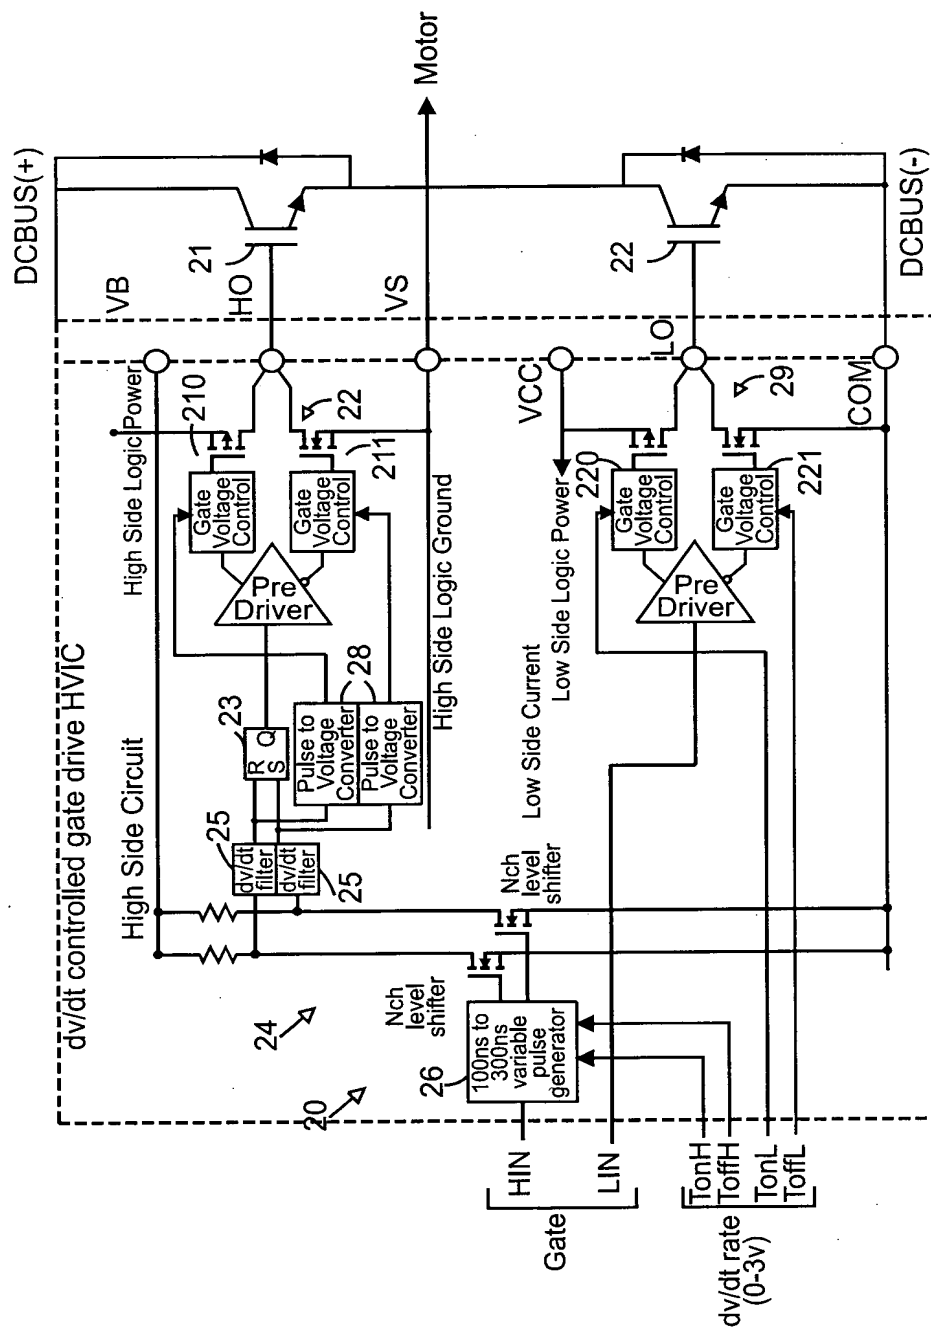 dv/dt controlled gate drive HVIC
High Side Circuit
20
24
Gate
HIN
LIN
dv/dt rate
(0-3v)
TonH
ToffH
TonL
ToffL
26
100ns to
300ns
variable
pulse
generator
Nch
level
shifter
Nch
level
shifter
25
dv/dt
filter
dv/dt
filter
25
23
R
S
Q
Pulse to
Voltage
Converter
Pulse to
Voltage
Converter
28
Pre
Driver
High Side Logic Power
210
Gate
Voltage
Control
Gate
Voltage
Control
211
22
High Side Logic Ground
Low Side Current
Low Side Logic Power
Pre
Driver
220
Gate
Voltage
Control
Gate
Voltage
Control
221
29
VCC
LO
COM
VB
HO
VS
21
22
DCBUS(+)
Motor
DCBUS(-)